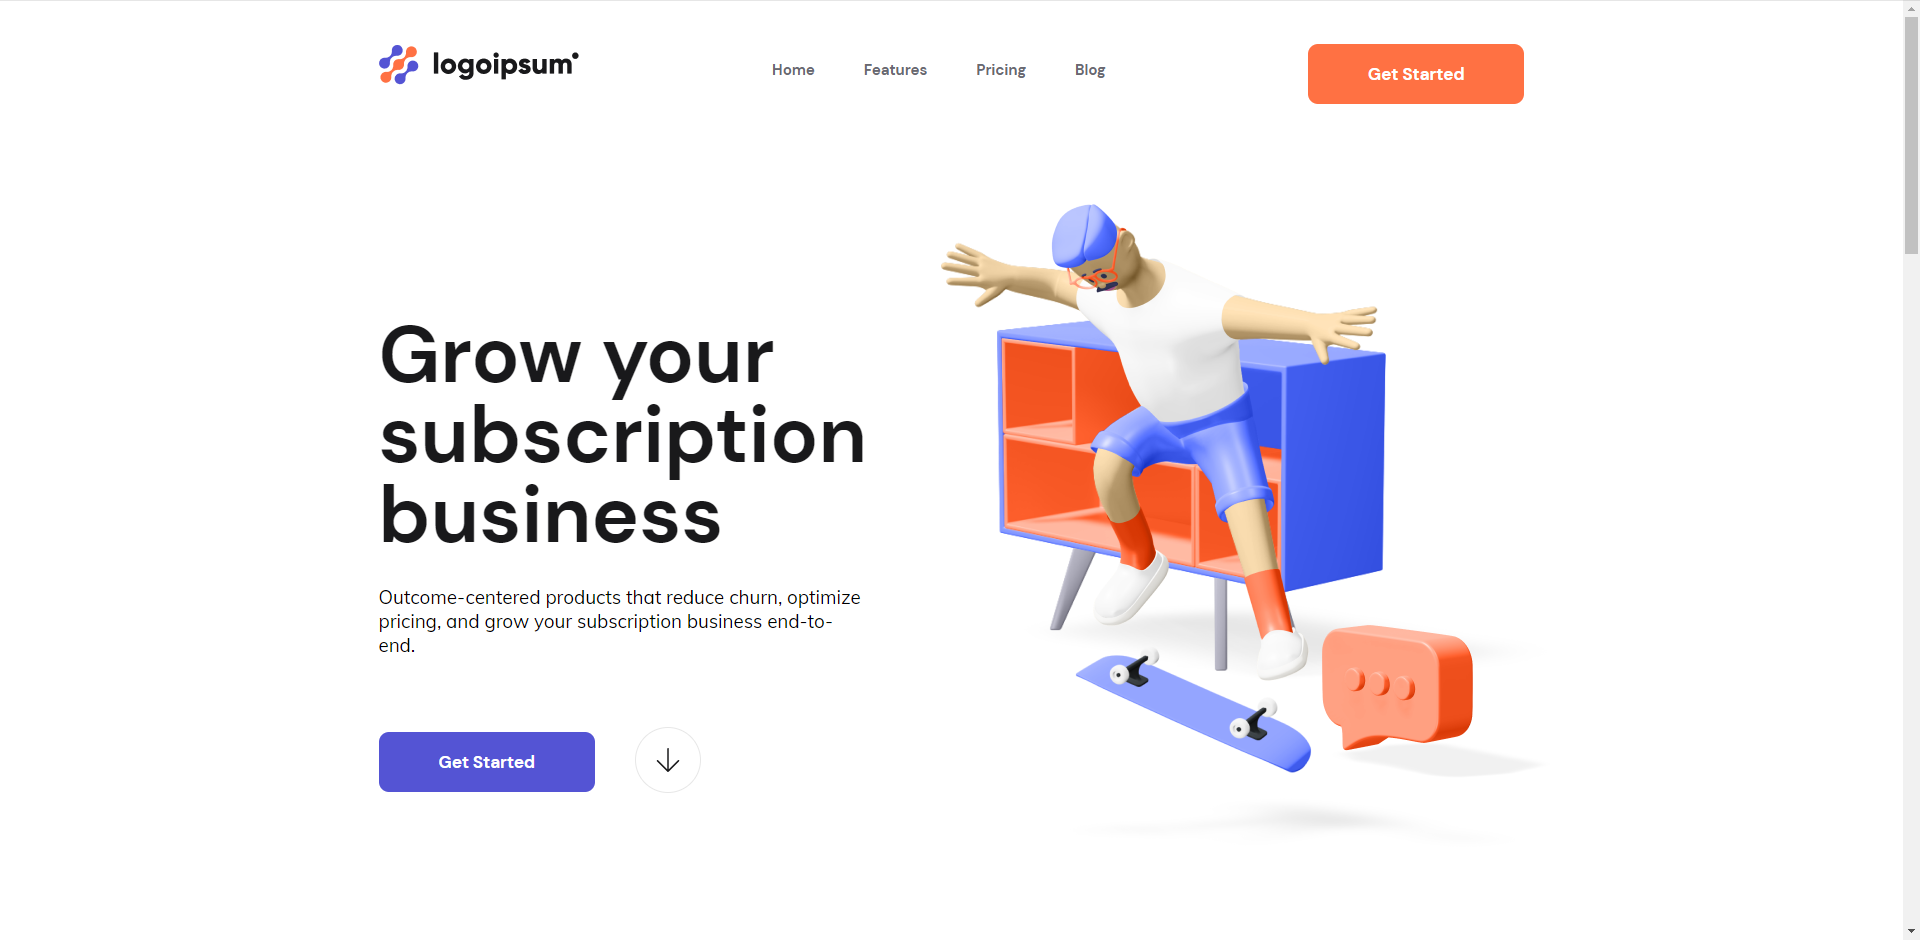 logoipsum
Home
Features
Pricing
Blog
Get Started
Grow your
subscription
business
Outcome-centered products that reduce churn, optimize
pricing, and grow your subscription business end-to-
end.
Get Started